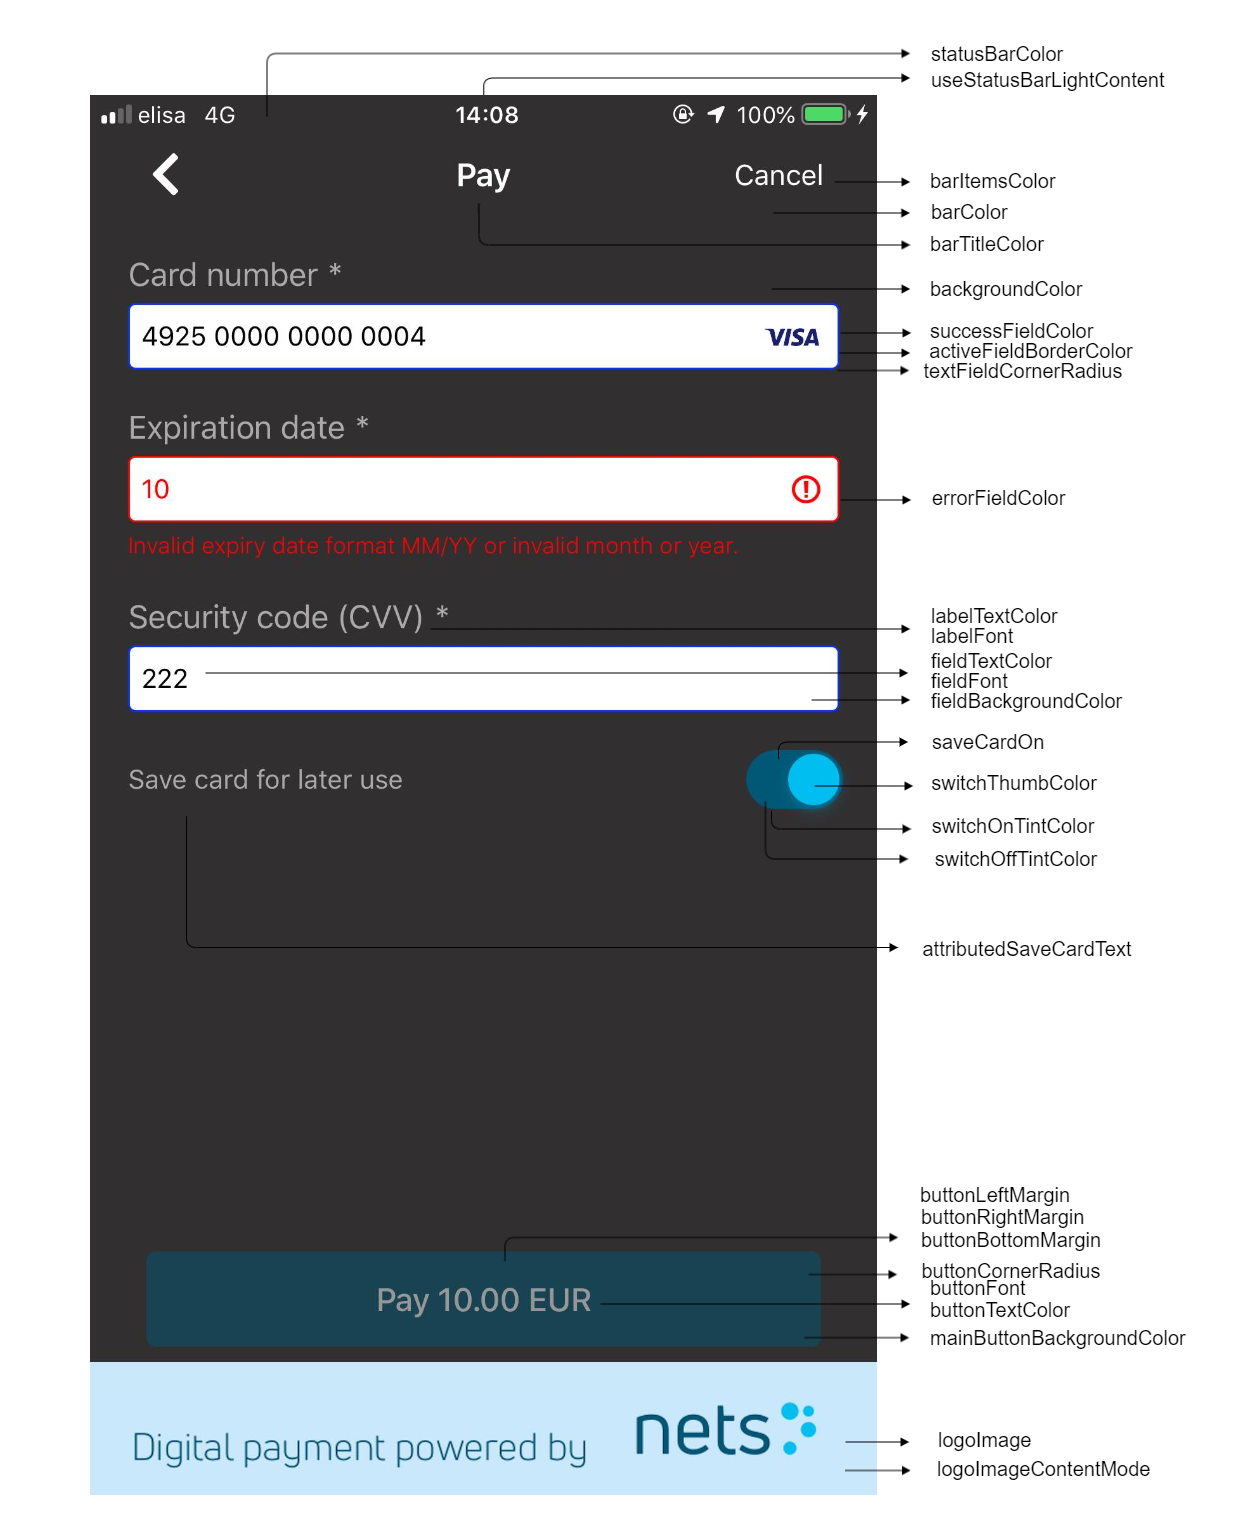 statusBarColor
useStatusBarLightContent
elisa 4G 14:08 100%
Pay Cancel
barItemsColor
barColor
barTitleColor
Card number *
backgroundColor
4925 0000 0000 0004 VISA
successFieldColor
activeFieldBorderColor
textFieldCornerRadius
Expiration date *
10
errorFieldColor
Invalid expiry date format MM/YY or invalid month or year.
Security code (CVV) *
labelTextColor
labelFont
222
fieldTextColor
fieldFont
fieldBackgroundColor
saveCardOn
Save card for later use
switchThumbColor
switchOnTintColor
switchOffTintColor
attributedSaveCardText
buttonLeftMargin
buttonRightMargin
buttonBottomMargin
buttonCornerRadius
buttonFont
Pay 10.00 EUR
buttonTextColor
mainButtonBackgroundColor
Digital payment powered by nets
logoImage
logoImageContentMode